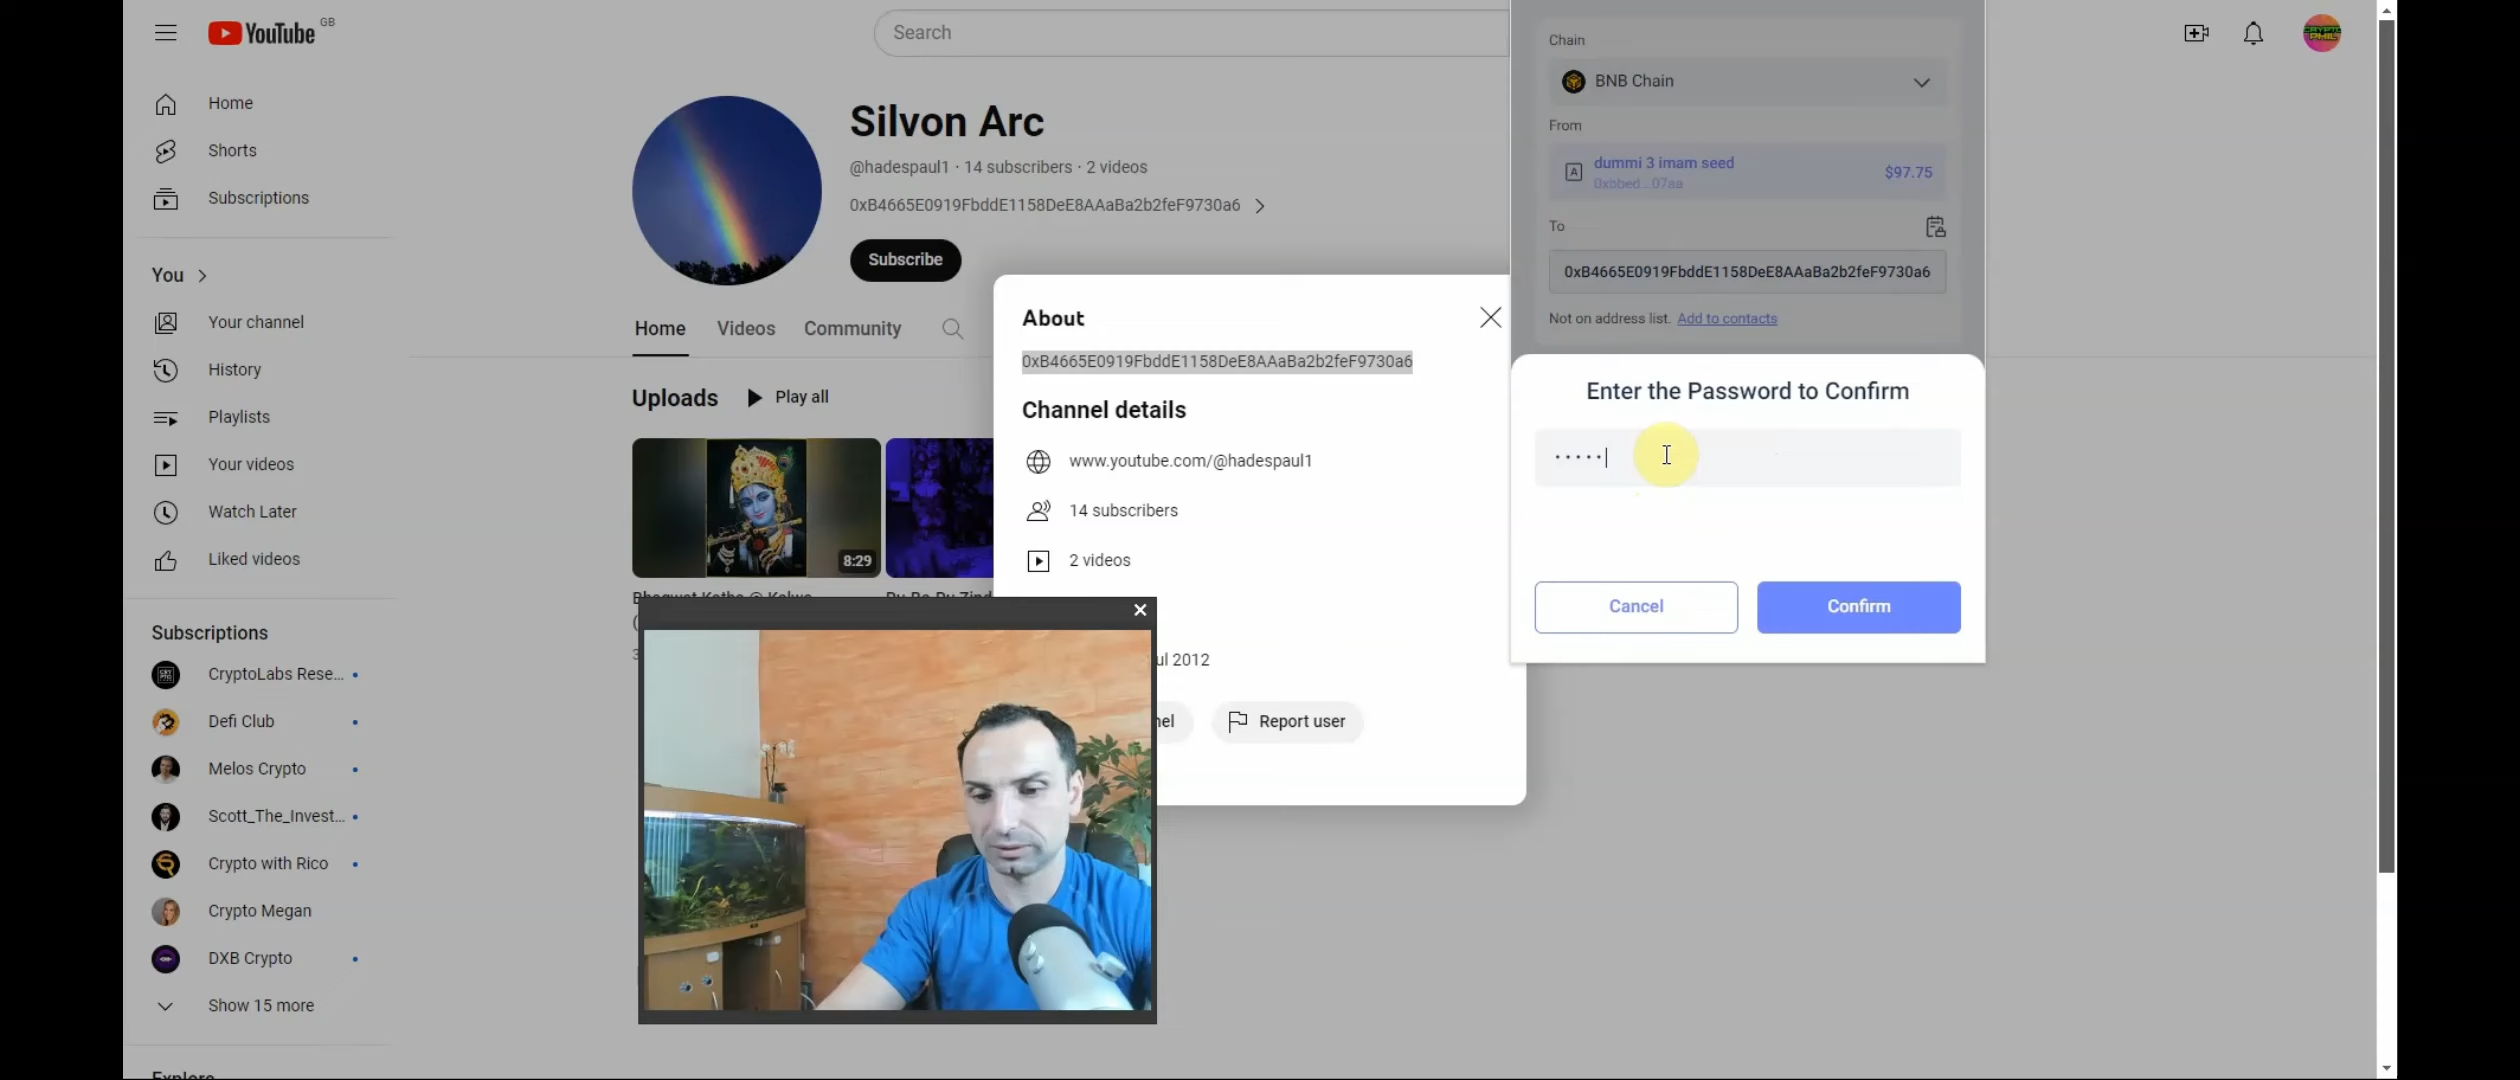 YouTube GB
Search
Home
Shorts
Subscriptions
You
Your channel
History
Playlists
Your videos
Watch Later
Liked videos
Subscriptions
CryptoLabs Rese...
Defi Club
Melos Crypto
Scott_The_Invest...
Crypto with Rico
Crypto Megan
DXB Crypto
Show 15 more
Explore
Silvon Arc
@hadespaul1 · 14 subscribers · 2 videos
0xB4665E0919FbddE1158DeE8AAaBa2b2feF9730a6
Subscribe
Home Videos Community
Uploads Play all
8:29
About
0xB4665E0919FbddE1158DeE8AAaBa2b2feF9730a6
Channel details
www.youtube.com/@hadespaul1
14 subscribers
2 videos
ul 2012
nel
Report user
Chain
BNB Chain
From
dummi 3 imam seed
0xbbed...07aa
$97.75
To
0xB4665E0919FbddE1158DeE8AAaBa2b2feF9730a6
Not on address list. Add to contacts
Enter the Password to Confirm
Cancel
Confirm